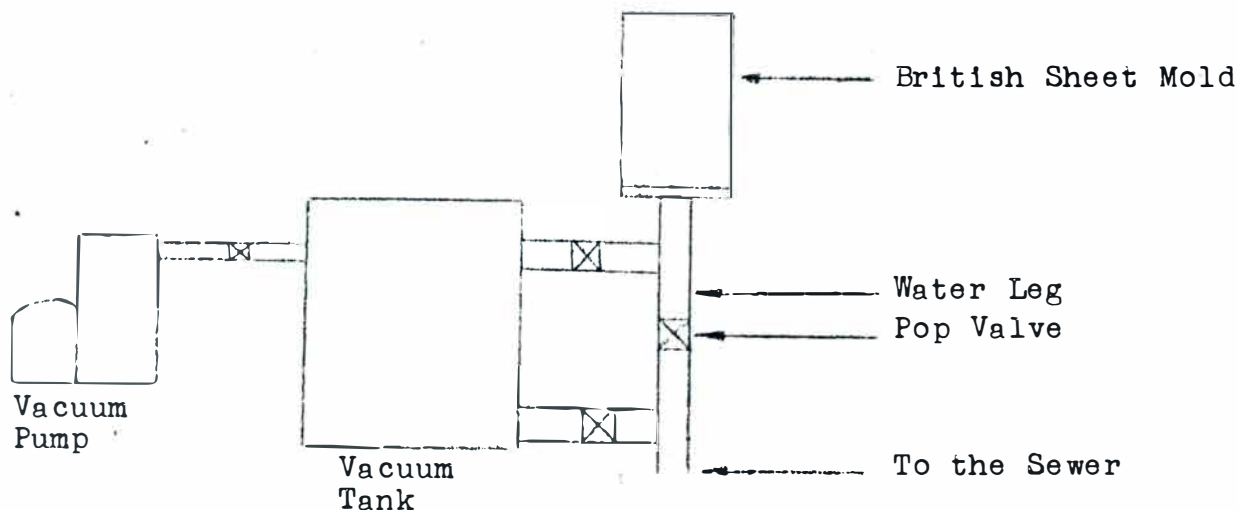 British Sheet Mold
Water Leg
Pop Valve
Vacuum
Pump
Vacuum
Tank
To the Sewer